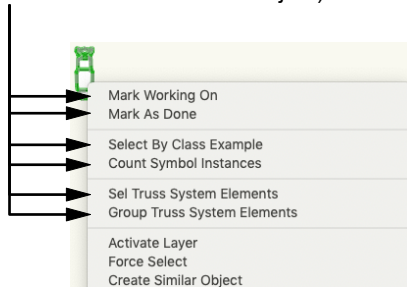 Mark Working On
Mark As Done
Select By Class Example
Count Symbol Instances
Sel Truss System Elements
Group Truss System Elements
Activate Layer
Force Select
Create Similar Object